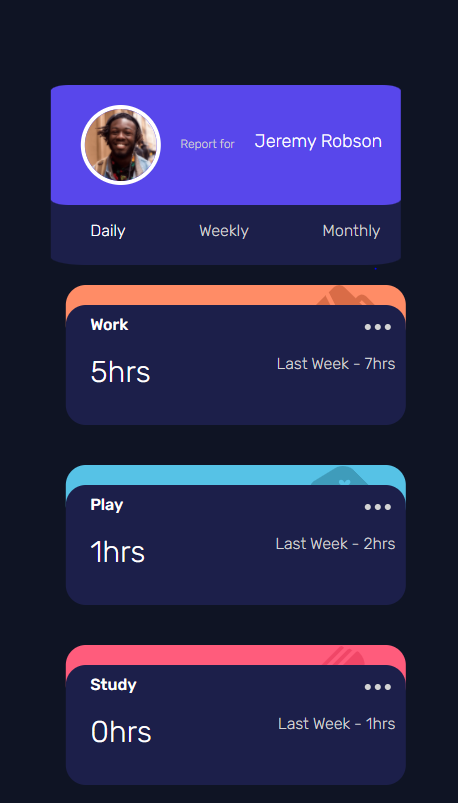 Report for Jeremy Robson
Daily Weekly Monthly
Work
5hrs Last Week - 7hrs
Play
1hrs Last Week - 2hrs
Study
0hrs Last Week - 1hrs